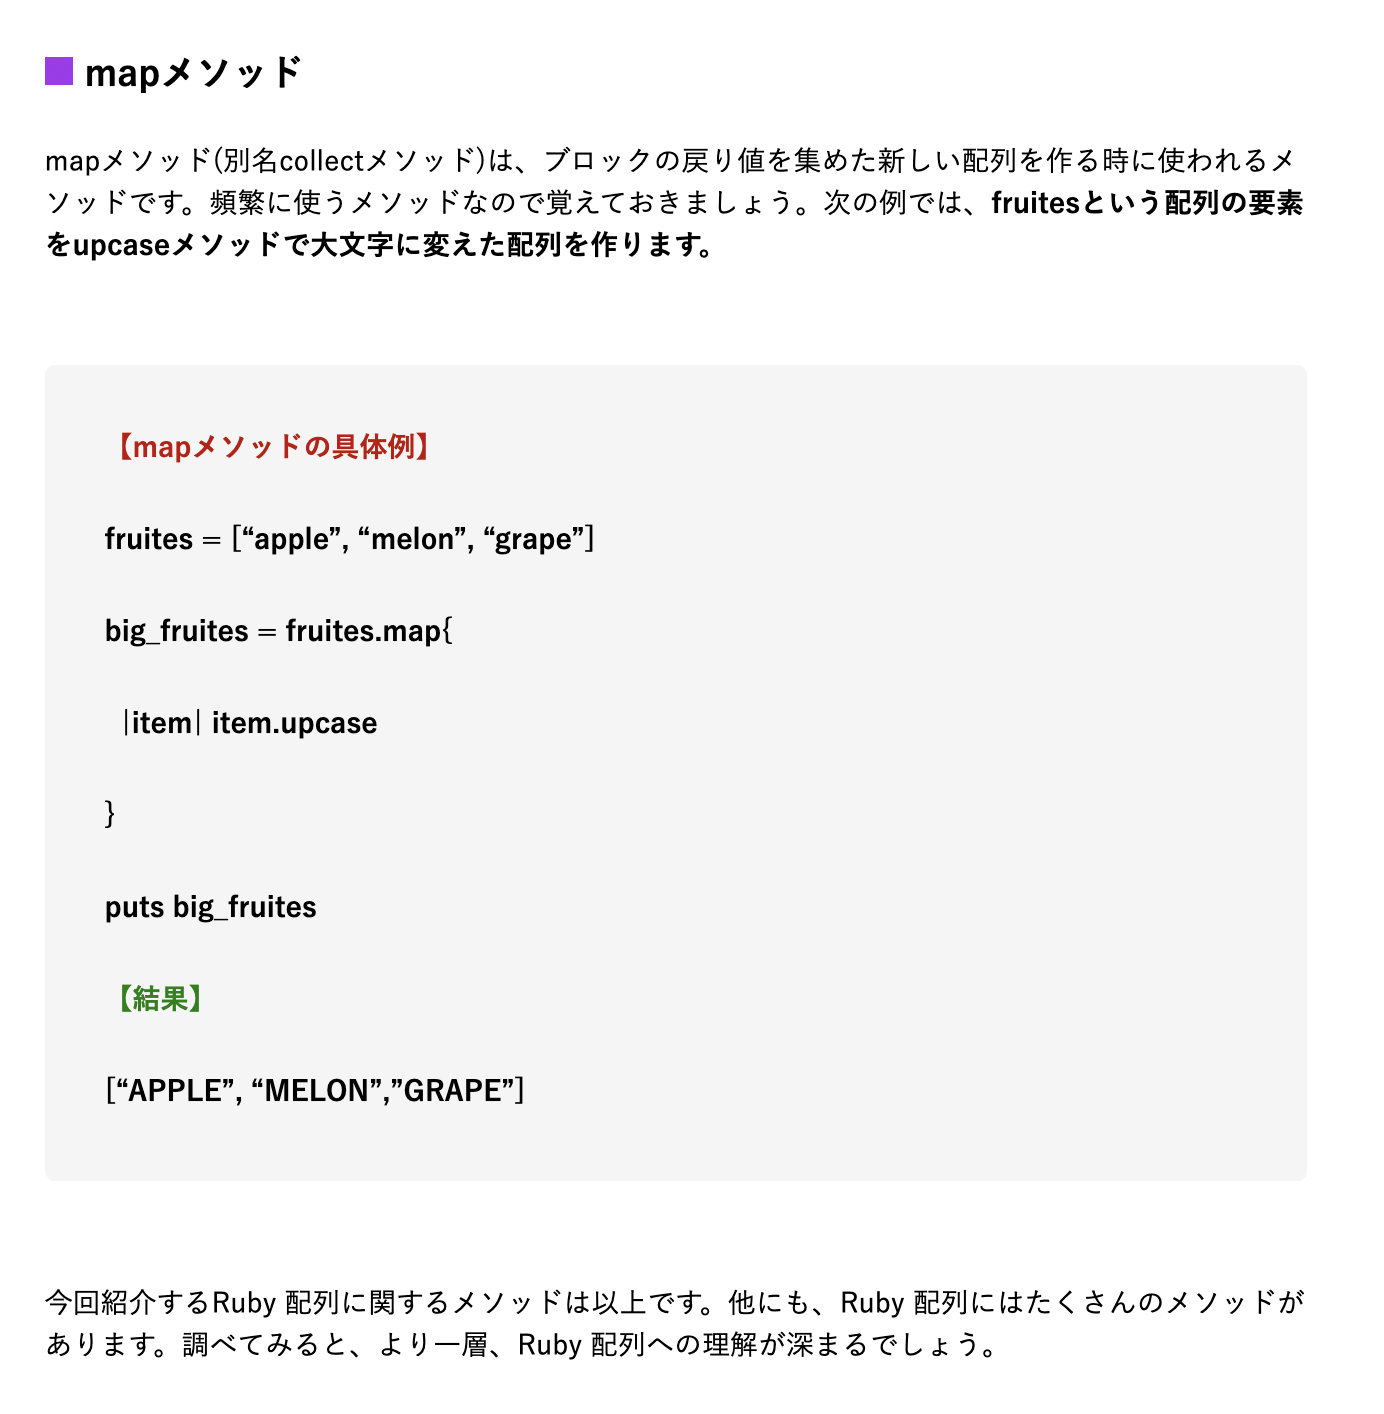 ■ mapメソッド
mapメソッド(別名collectメソッド)は、ブロックの戻り値を集めた新しい配列を作る時に使われるメ
ソッドです。頻繁に使うメソッドなので覚えておきましょう。次の例では、fruitesという配列の要素
をupcaseメソッドで大文字に変えた配列を作ります。
【mapメソッドの具体例】
fruites = [“apple”, “melon”, “grape”]
big_fruites = fruites.map{
|item| item.upcase
}
puts big_fruites
【結果】
[“APPLE”, “MELON”,”GRAPE”]
今回紹介するRuby 配列に関するメソッドは以上です。他にも、Ruby 配列にはたくさんのメソッドが
あります。調べてみると、より一層、Ruby 配列への理解が深まるでしょう。